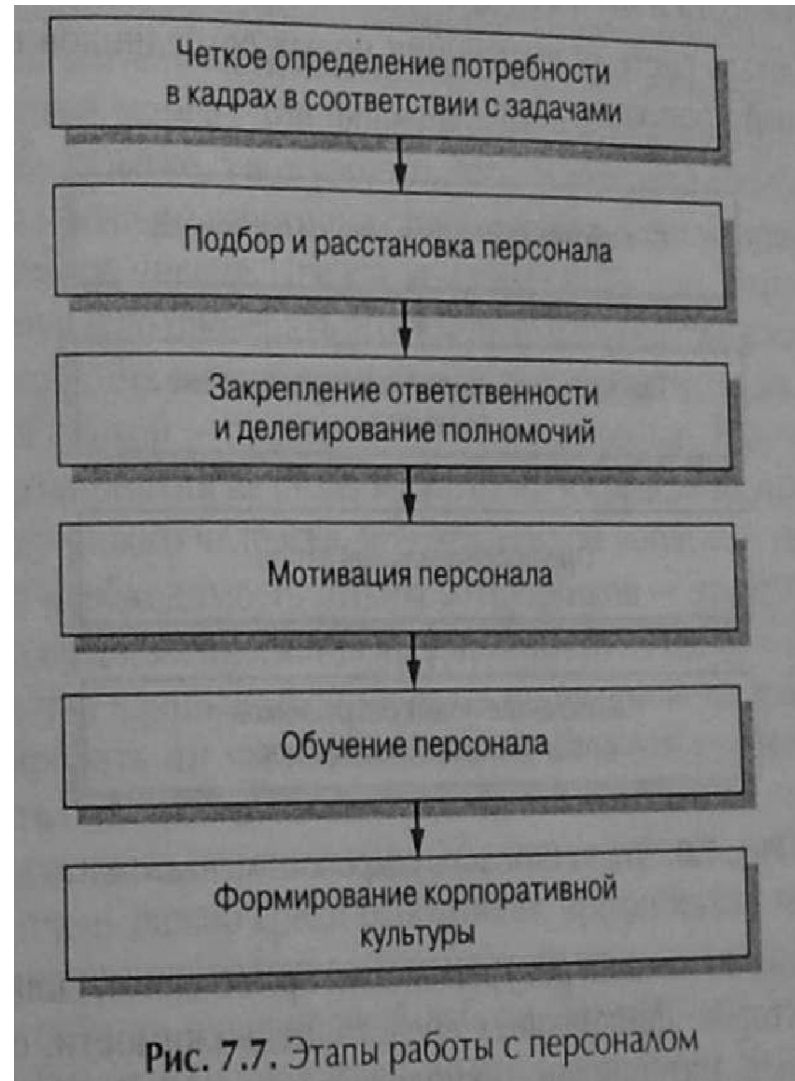 Четкое определение потребности
в кадрах в соответствии с задачами
Подбор и расстановка персонала
Закрепление ответственности
и делегирование полномочий
Мотивация персонала
Обучение персонала
Формирование корпоративной
культуры
Рис. 7.7. Этапы работы с персоналом